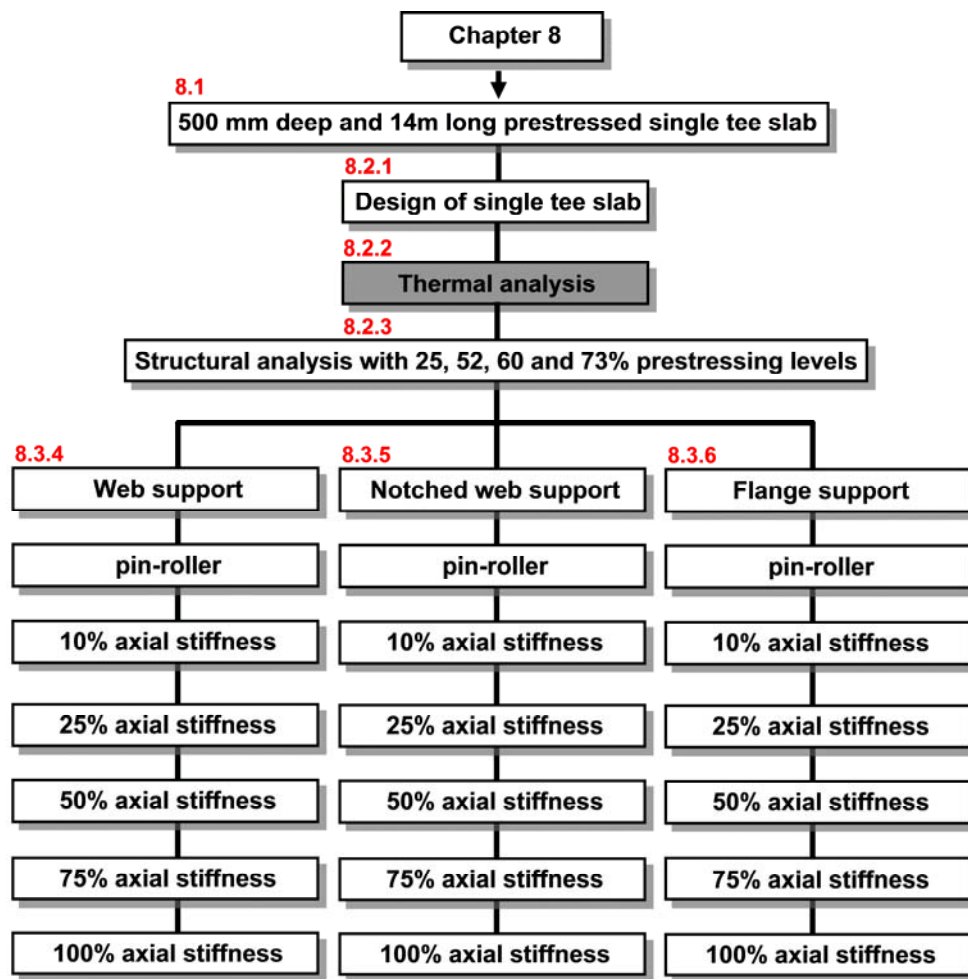 Chapter 8
8.1
500 mm deep and 14m long prestressed single tee slab
8.2.1
Design of single tee slab
8.2.2
Thermal analysis
8.2.3
Structural analysis with 25, 52, 60 and 73% prestressing levels
8.3.4
Web support
pin-roller
10% axial stiffness
25% axial stiffness
50% axial stiffness
75% axial stiffness
100% axial stiffness
8.3.5
Notched web support
pin-roller
10% axial stiffness
25% axial stiffness
50% axial stiffness
75% axial stiffness
100% axial stiffness
8.3.6
Flange support
pin-roller
10% axial stiffness
25% axial stiffness
50% axial stiffness
75% axial stiffness
100% axial stiffness